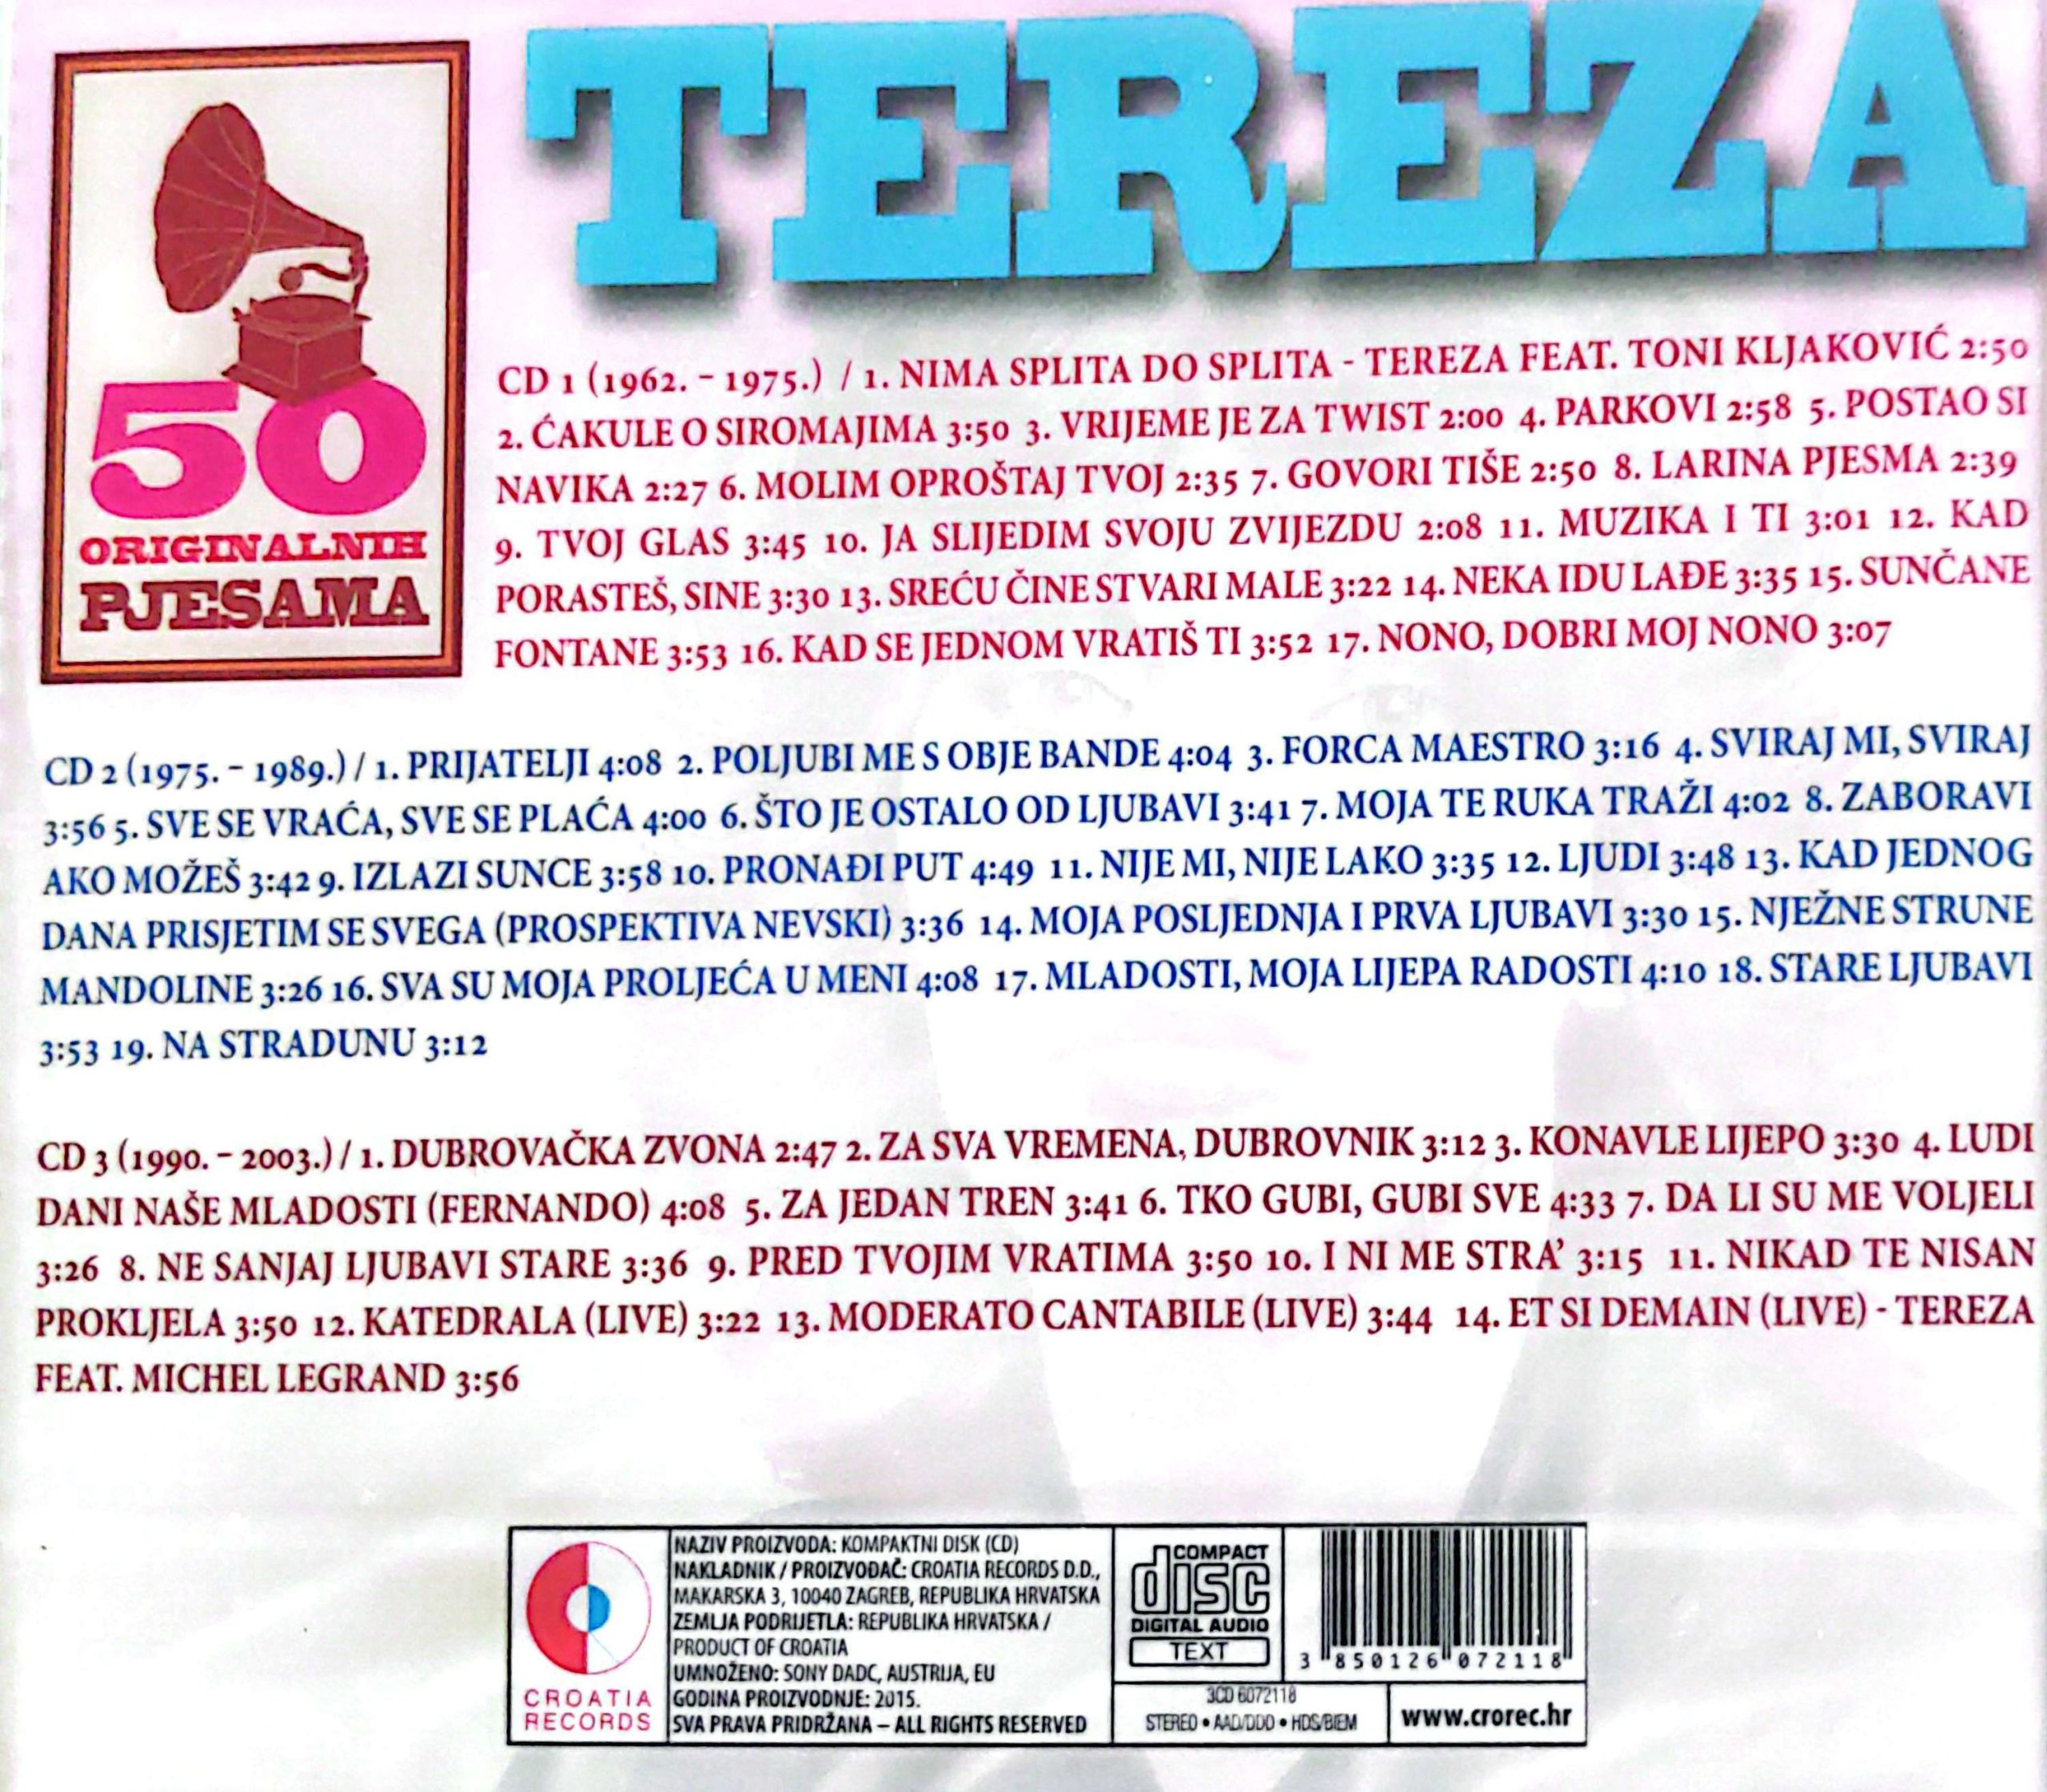 TEREZA
50
ORIGINALNIH
PJESAMA
CD 1 (1962. - 1975.) / 1. NIMA SPLITA DO SPLITA - TEREZA FEAT. TONI KLJAKOVIĆ 2:50
2. ĆAKULE O SIROMAJIMA 3:50 3. VRIJEME JE ZA TWIST 2:00 4. PARKOVI 2:58 5. POSTAO SI
NAVIKA 2:27 6. MOLIM OPROŠTAJ TVOJ 2:35 7. GOVORI TIŠE 2:50 8. LARINA PJESMA 2:39
9. TVOJ GLAS 3:45 10. JA SLIJEDIM SVOJU ZVIJEZDU 2:08 11. MUZIKA I TI 3:01 12. KAD
PORASTEŠ, SINE 3:30 13. SREĆU ČINE STVARI MALE 3:22 14. NEKA IDU LAĐE 3:35 15. SUNČANE
FONTANE 3:53 16. KAD SE JEDNOM VRATIŠ TI 3:52 17. NONO, DOBRI MOJ NONO 3:07
CD 2 (1975. - 1989.) / 1. PRIJATELJI 4:08 2. POLJUBI ME S OBJE BANDE 4:04 3. FORCA MAESTRO 3:16 4. SVIRAJ MI, SVIRAJ
3:56 5. SVE SE VRAĆA, SVE SE PLAĆA 4:00 6. ŠTO JE OSTALO OD LJUBAVI 3:41 7. MOJA TE RUKA TRAŽI 4:02 8. ZABORAVI
AKO MOŽEŠ 3:42 9. IZLAZI SUNCE 3:58 10. PRONAĐI PUT 4:49 11. NIJE MI, NIJE LAKO 3:35 12. LJUDI 3:48 13. KAD JEDNOG
DANA PRISJETIM SE SVEGA (PROSPEKTIVA NEVSKI) 3:36 14. MOJA POSLJEDNJA I PRVA LJUBAVI 3:30 15. NJEŽNE STRUNE
MANDOLINE 3:26 16. SVA SU MOJA PROLJEĆA U MENI 4:08 17. MLADOSTI, MOJA LIJEPA RADOSTI 4:10 18. STARE LJUBAVI
3:53 19. NA STRADUNU 3:12
CD 3 (1990. - 2003.) / 1. DUBROVAČKA ZVONA 2:47 2. ZA SVA VREMENA, DUBROVNIK 3:12 3. KONAVLE LIJEPO 3:30 4. LUDI
DANI NAŠE MLADOSTI (FERNANDO) 4:08 5. ZA JEDAN TREN 3:41 6. TKO GUBI, GUBI SVE 4:33 7. DA LI SU ME VOLJELI
3:26 8. NE SANJAJ LJUBAVI STARE 3:36 9. PRED TVOJIM VRATIMA 3:50 10. I NI ME STRA’ 3:15 11. NIKAD TE NISAN
PROKLJELA 3:50 12. KATEDRALA (LIVE) 3:22 13. MODERATO CANTABILE (LIVE) 3:44 14. ET SI DEMAIN (LIVE) - TEREZA
FEAT. MICHEL LEGRAND 3:56
CROATIA
RECORDS
NAZIV PROIZVODA: KOMPAKTNI DISK (CD)
NAKLADNIK / PROIZVOĐAČ: CROATIA RECORDS D.D.,
MAKARSKA 3, 10040 ZAGREB, REPUBLIKA HRVATSKA
ZEMLJA PODRIJETLA: REPUBLIKA HRVATSKA /
PRODUCT OF CROATIA
UMNOŽENO: SONY DADC, AUSTRIJA, EU
GODINA PROIZVODNJE: 2015.
SVA PRAVA PRIDRŽANA – ALL RIGHTS RESERVED
COMPACT
disc
DIGITAL AUDIO
TEXT
3 850126 072118
3CD 6072118
STEREO • AAD/DDD • HDS/BIEM
www.crorec.hr